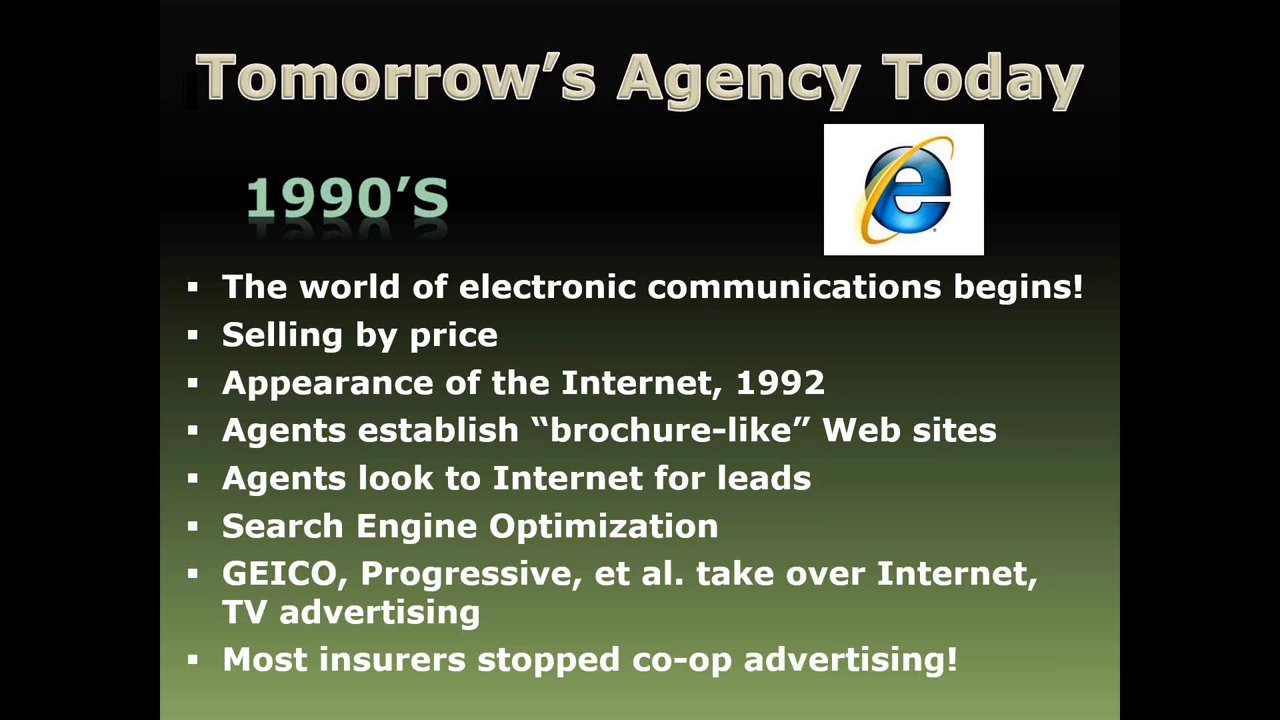 Tomorrow’s Agency Today
1990’S
▪ The world of electronic communications begins!
▪ Selling by price
▪ Appearance of the Internet, 1992
▪ Agents establish “brochure-like” Web sites
▪ Agents look to Internet for leads
▪ Search Engine Optimization
▪ GEICO, Progressive, et al. take over Internet,
TV advertising
▪ Most insurers stopped co-op advertising!